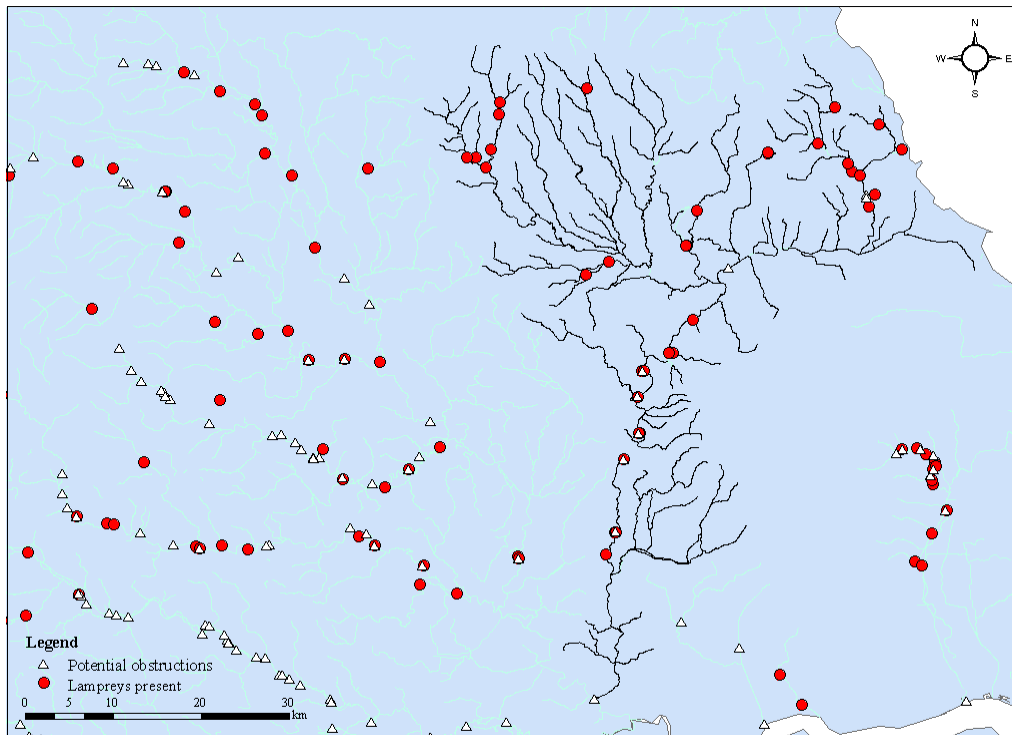 N
W E
S
Legend
Potential obstructions
Lampreys present
0 5 10 20 30
km